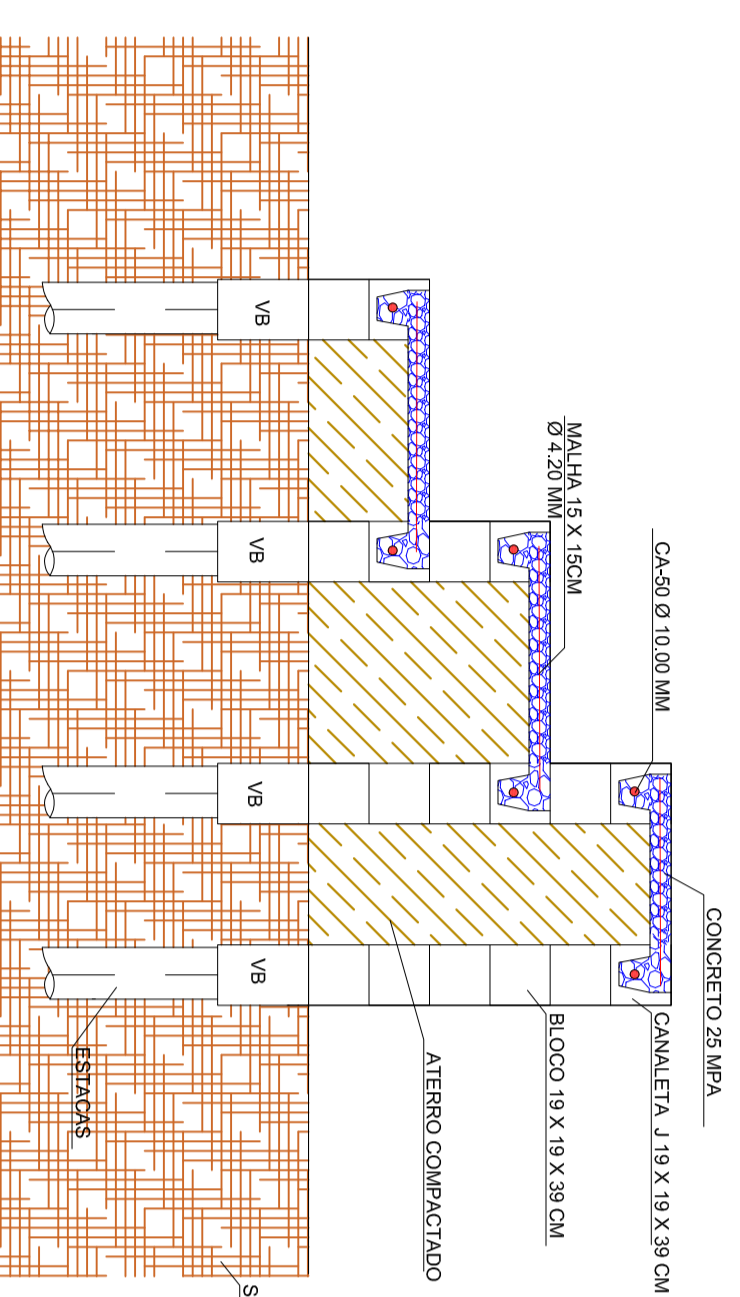 CONCRETO 25 MPA
CA-50 Ø 10.00 MM
CANALETA J 19 X 19 X 39 CM
MALHA 15 X 15CM
Ø 4.20 MM
BLOCO 19 X 19 X 39 CM
ATERRO COMPACTADO
VB
VB
VB
VB
ESTACAS
S